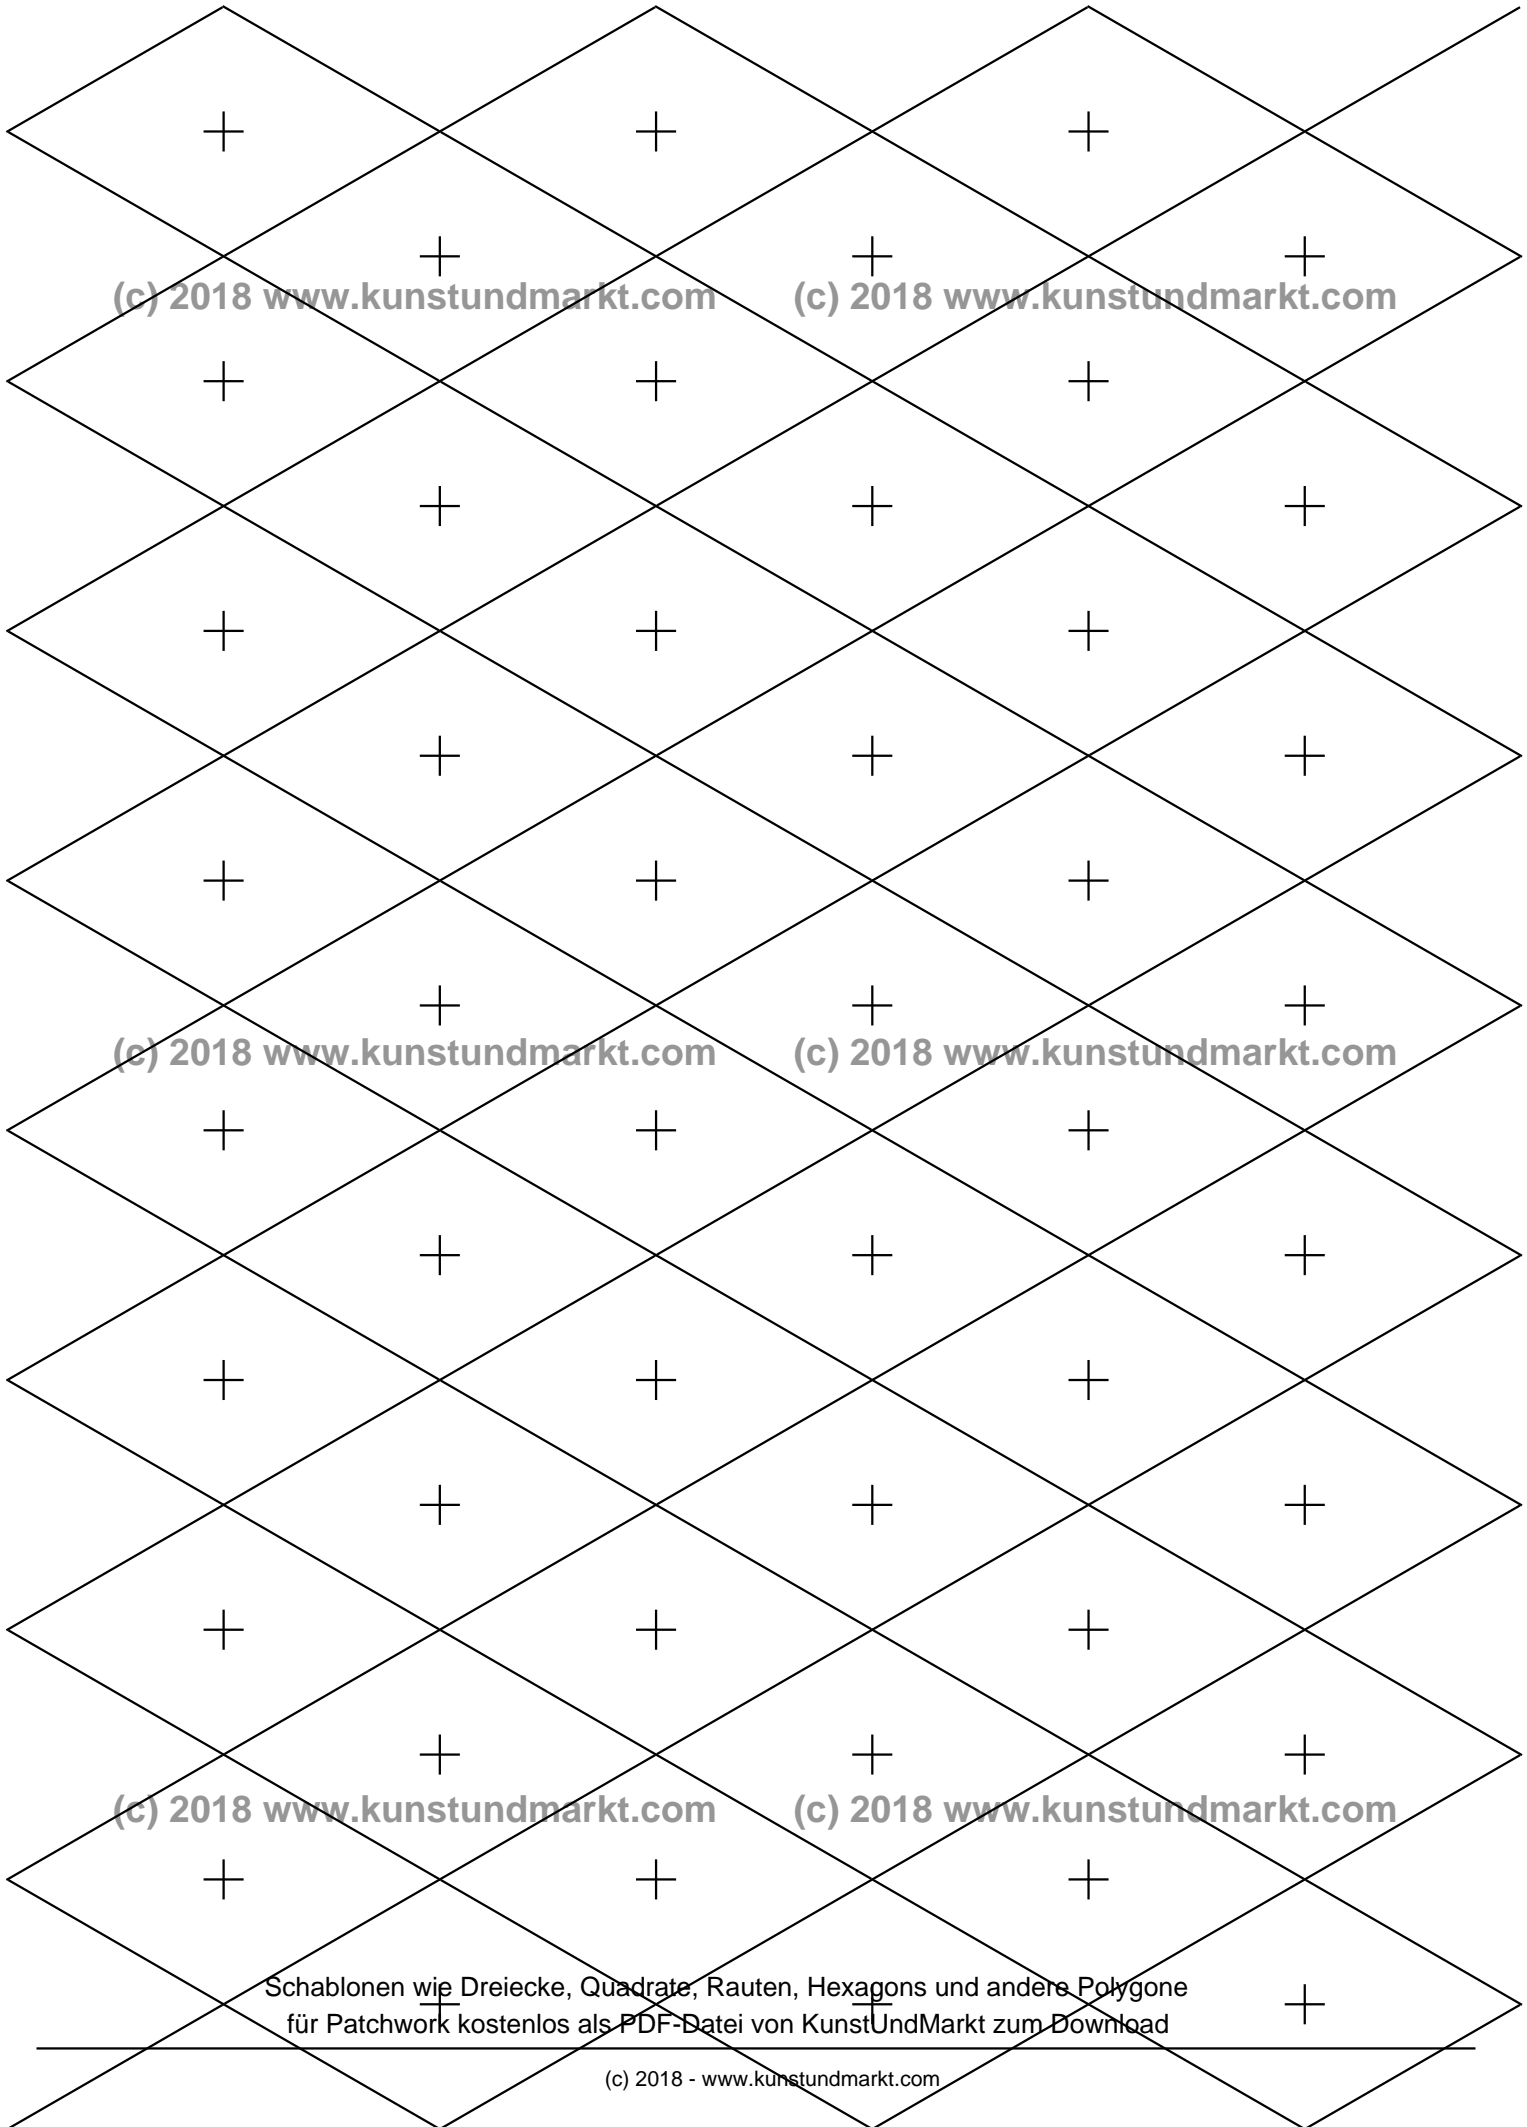 (c) 2018 www.kunstundmarkt.com (c) 2018 www.kunstundmarkt.com
(c) 2018 www.kunstundmarkt.com (c) 2018 www.kunstundmarkt.com
(c) 2018 www.kunstundmarkt.com (c) 2018 www.kunstundmarkt.com
Schablonen wie Dreiecke, Quadrate, Rauten, Hexagons und andere Polygone
für Patchwork kostenlos als PDF-Datei von KunstUndMarkt zum Download
(c) 2018 - www.kunstundmarkt.com